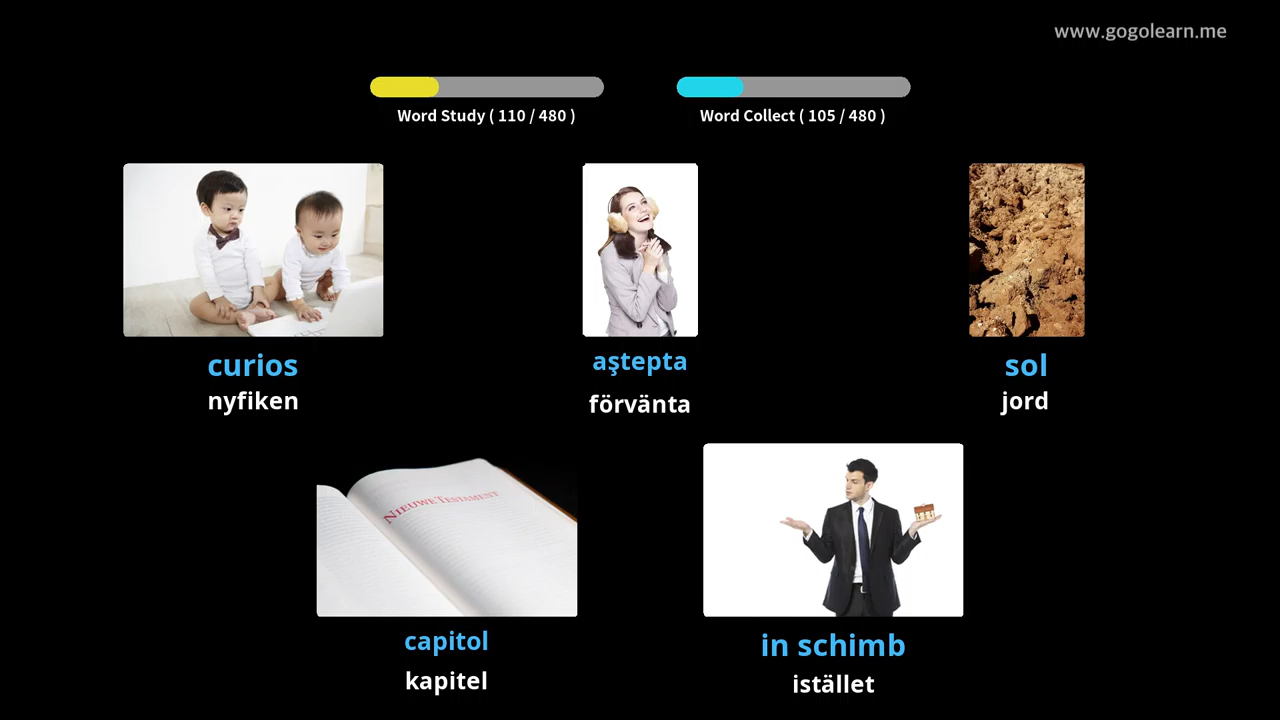 www.gogolearn.me
Word Study ( 110 / 480 )
Word Collect ( 105 / 480 )
curios
nyfiken
aştepta
förvänta
sol
jord
NIEUWE TESTAMENT
capitol
kapitel
in schimb
istället